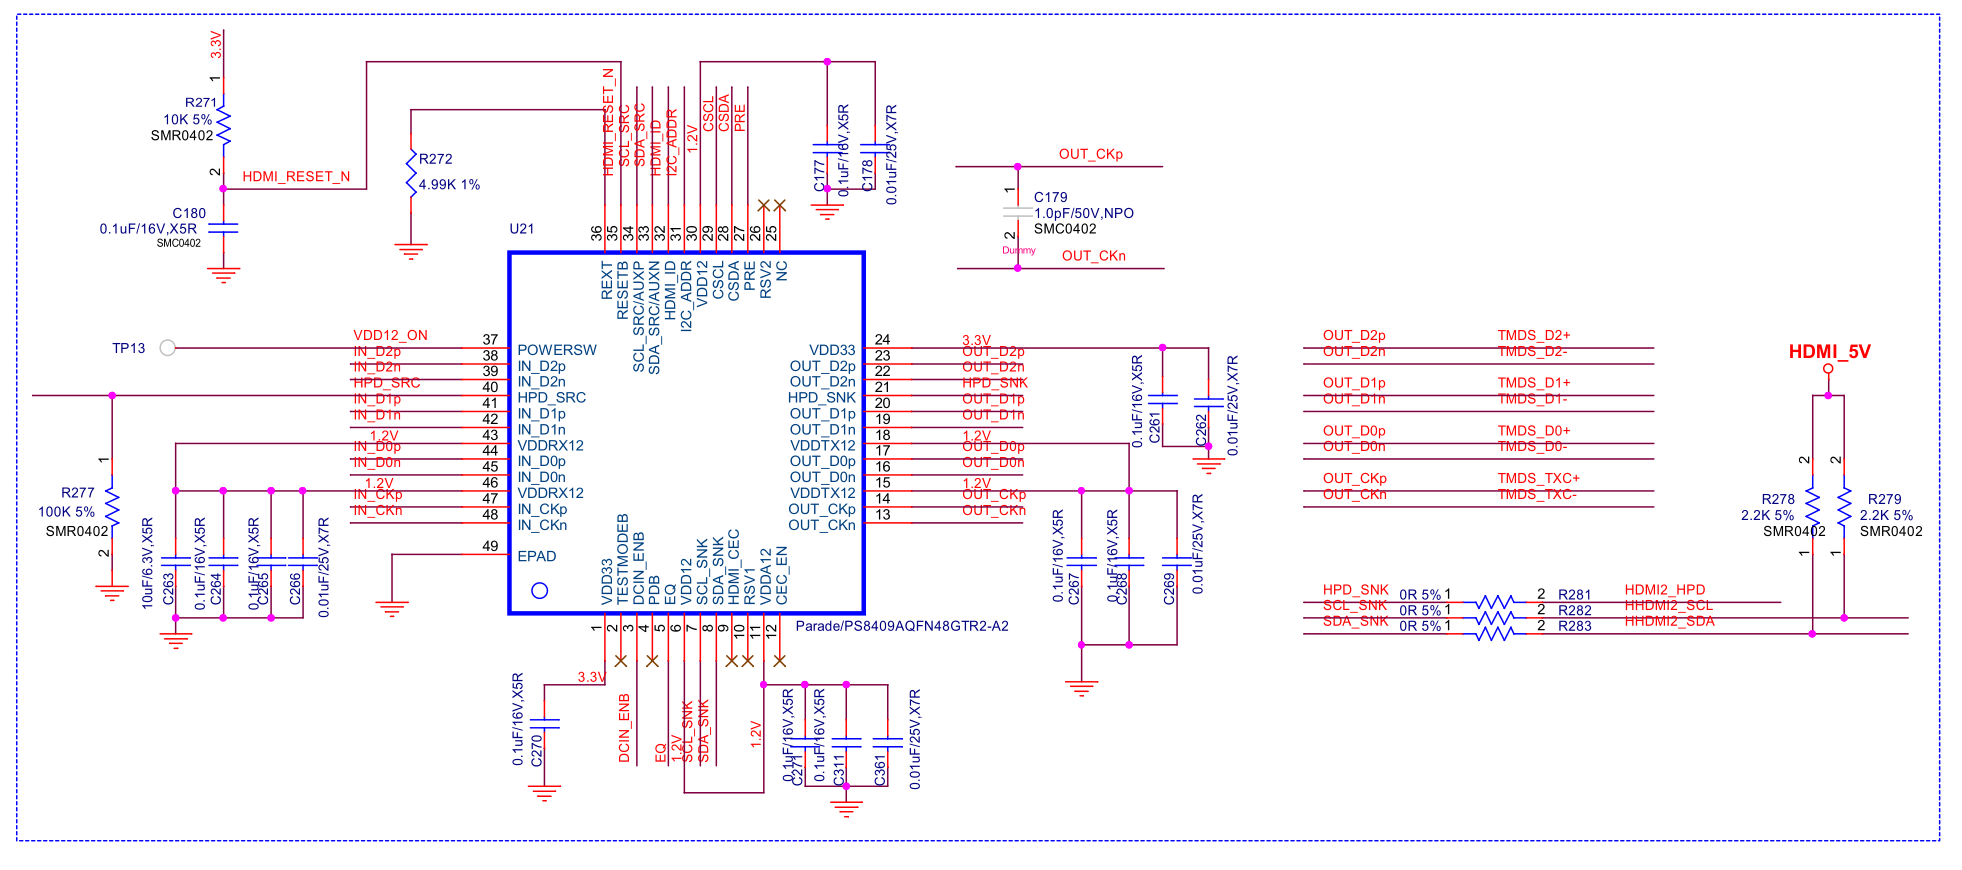 3.3V
1
R271
10K 5%
SMR0402
2
HDMI_RESET_N
C180
0.1uF/16V,X5R
SMC0402
R272
4.99K 1%
HDMI_RESET_N
SCL_SRC
SDA_SRC
HDMI_ID
I2C_ADDR
1.2V
CSCL
CSDA
PRE
C177
0.1uF/16V,X5R
C178
0.01uF/25V,X7R
OUT_CKp
1
C179
1.0pF/50V,NPO
SMC0402
2
Dummy
OUT_CKn
U21
36
35
34
33
32
31
30
29
28
27
26
25
REXT
RESETB
SCL_SRC/AUXP
SDA_SRC/AUXN
HDMI_ID
I2C_ADDR
VDD12
CSCL
CSDA
PRE
RSV2
NC
TP13
VDD12_ON 37 POWERSW
IN_D2p 38 IN_D2p
IN_D2n 39 IN_D2n
HPD_SRC 40 HPD_SRC
IN_D1p 41 IN_D1p
IN_D1n 42 IN_D1n
1.2V 43 VDDRX12
IN_D0p 44 IN_D0p
IN_D0n 45 IN_D0n
1.2V 46 VDDRX12
IN_CKp 47 IN_CKp
IN_CKn 48 IN_CKn
49 EPAD
VDD33 24 3.3V
OUT_D2p 23 OUT_D2p
OUT_D2n 22 OUT_D2n
HPD_SNK 21 HPD_SNK
OUT_D1p 20 OUT_D1p
OUT_D1n 19 OUT_D1n
VDDTX12 18 1.2V
OUT_D0p 17 OUT_D0p
OUT_D0n 16 OUT_D0n
VDDTX12 15 1.2V
OUT_CKp 14 OUT_CKp
OUT_CKn 13 OUT_CKn
1
R277
100K 5%
SMR0402
2
10uF/6.3V,X5R
C263
0.1uF/16V,X5R
C264
0.1uF/16V,X5R
C265
C266
0.01uF/25V,X7R
VDD33
TESTMODEB
DCIN_ENB
PDB
EQ
VDD12
SCL_SNK
SDA_SNK
HDMI_CEC
RSV1
VDDA12
CEC_EN
1
2
3
4
5
6
7
8
9
10
11
12
Parade/PS8409AQFN48GTR2-A2
3.3V
0.1uF/16V,X5R
C270
DCIN_ENB
EQ
1.2V
SCL_SNK
SDA_SNK
1.2V
0.1uF/16V,X5R
C271
0.1uF/16V,X5R
C311
C361
0.01uF/25V,X7R
0.1uF/16V,X5R
C261
C262
0.01uF/25V,X7R
0.1uF/16V,X5R
C267
0.1uF/16V,X5R
C268
C269
0.01uF/25V,X7R
OUT_D2p TMDS_D2+
OUT_D2n TMDS_D2-
OUT_D1p TMDS_D1+
OUT_D1n TMDS_D1-
OUT_D0p TMDS_D0+
OUT_D0n TMDS_D0-
OUT_CKp TMDS_TXC+
OUT_CKn TMDS_TXC-
HDMI_5V
2
2
R278
2.2K 5%
SMR0402
1
R279
2.2K 5%
SMR0402
1
HPD_SNK 0R 5% 1 2 R281 HDMI2_HPD
SCL_SNK 0R 5% 1 2 R282 HHDMI2_SCL
SDA_SNK 0R 5% 1 2 R283 HHDMI2_SDA